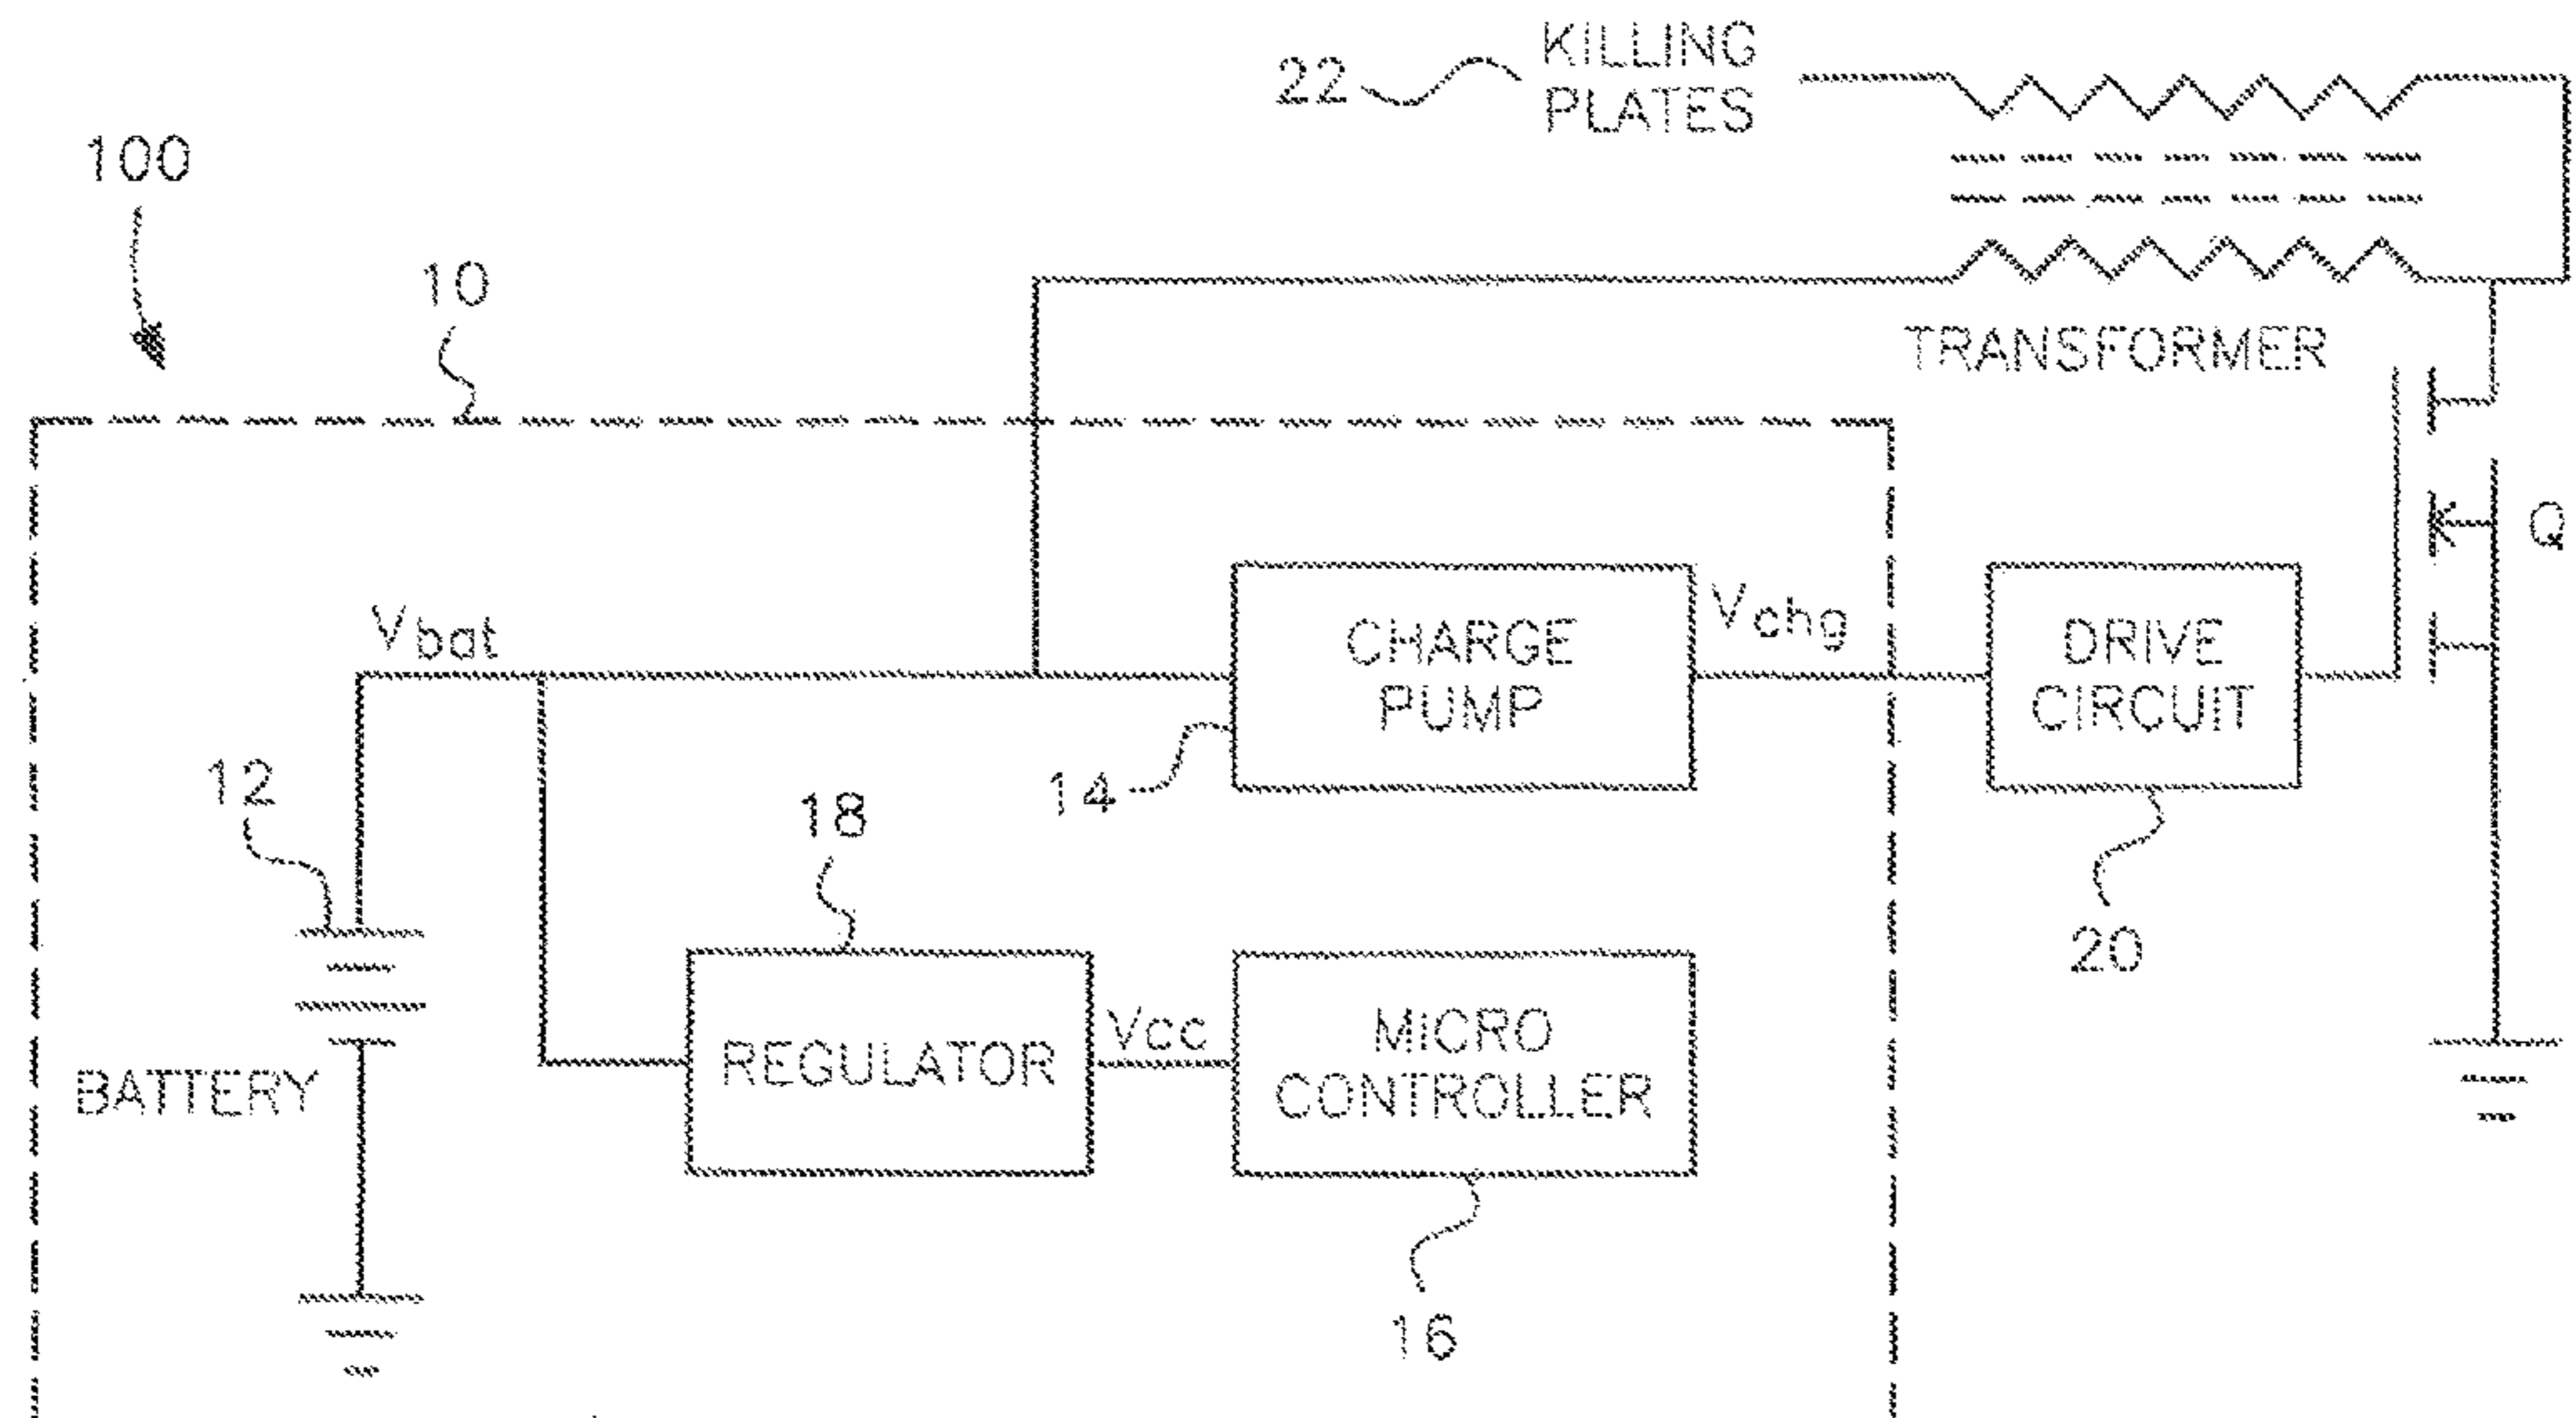 22
KILLING
PLATES
100
10
TRANSFORMER
Q
Vbat
CHARGE
PUMP
Vchg
DRIVE
CIRCUIT
12
14
18
20
BATTERY
REGULATOR
Vcc
MICRO
CONTROLLER
16